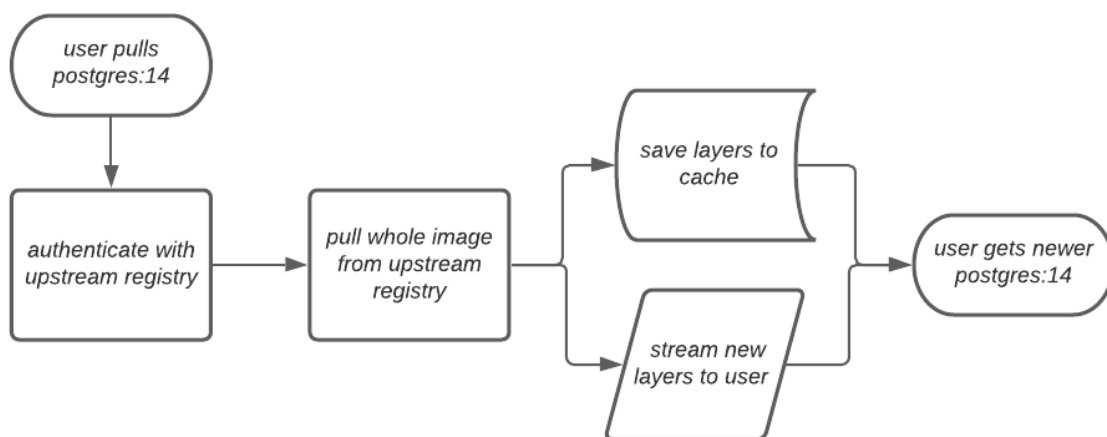 user pulls
postgres:14
authenticate with
upstream registry
pull whole image
from upstream
registry
save layers to
cache
stream new
layers to user
user gets newer
postgres:14